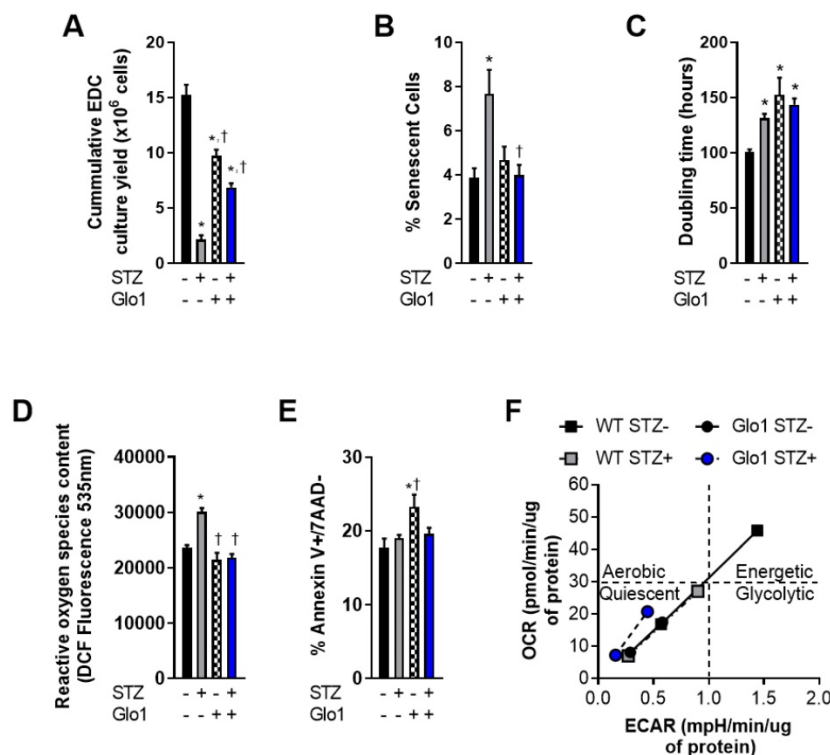 A
Cummulative EDC
culture yield (x10⁶ cells)
15
10
5
0
*
*,†
*,†
STZ - + - +
Glo1 - - + +
B
% Senescent Cells
10
8
6
4
2
0
*
†
STZ - + - +
Glo1 - - + +
C
Doubling time (hours)
200
150
100
50
0
*
*
*
STZ - + - +
Glo1 - - + +
D
Reactive oxygen species content
(DCF Fluorescence 535nm)
40000
30000
20000
10000
0
*
†
†
STZ - + - +
Glo1 - - + +
E
% Annexin V+/7AAD-
30
20
10
0
*†
STZ - + - +
Glo1 - - + +
F
WT STZ- Glo1 STZ-
WT STZ+ Glo1 STZ+
OCR (pmol/min/ug
of protein)
60
50
40
30
20
10
0
Aerobic Energetic
Quiescent Glycolytic
0.0 0.5 1.0 1.5 2.0
ECAR (mpH/min/ug
of protein)